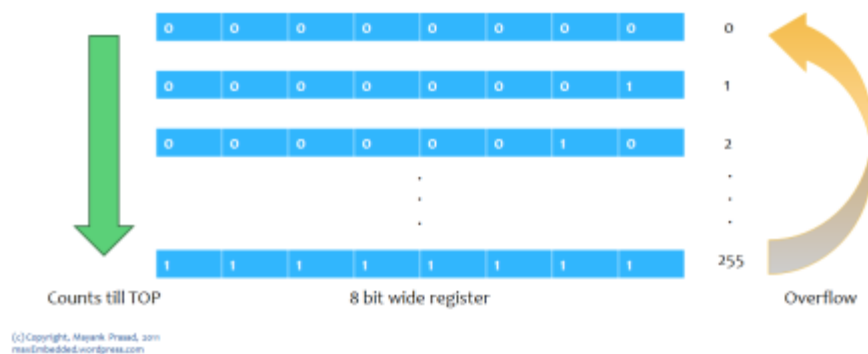 0 0 0 0 0 0 0 0 0
0 0 0 0 0 0 0 1 1
0 0 0 0 0 0 1 0 2
1 1 1 1 1 1 1 1 255
Counts till TOP 8 bit wide register Overflow
(c) Copyright, Mayank Prasad, 2011
maxEmbedded.wordpress.com